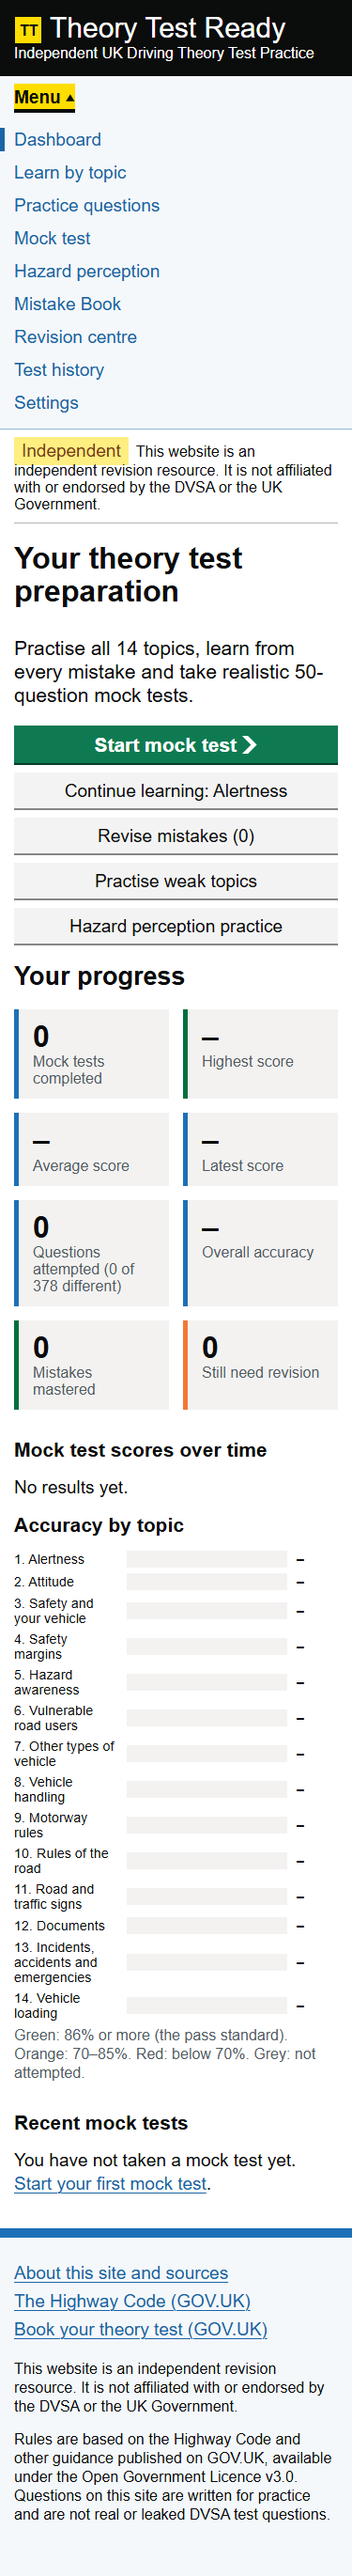 TT Theory Test Ready
Independent UK Driving Theory Test Practice
Menu ▲
Dashboard
Learn by topic
Practice questions
Mock test
Hazard perception
Mistake Book
Revision centre
Test history
Settings
Independent This website is an
independent revision resource. It is not affiliated
with or endorsed by the DVSA or the UK
Government.
Your theory test
preparation
Practise all 14 topics, learn from
every mistake and take realistic 50-
question mock tests.
Start mock test
Continue learning: Alertness
Revise mistakes (0)
Practise weak topics
Hazard perception practice
Your progress
0
Mock tests
completed
–
Highest score
–
Average score
–
Latest score
0
Questions
attempted (0 of
378 different)
–
Overall accuracy
0
Mistakes
mastered
0
Still need revision
Mock test scores over time
No results yet.
Accuracy by topic
1. Alertness –
2. Attitude –
3. Safety and
your vehicle –
4. Safety
margins –
5. Hazard
awareness –
6. Vulnerable
road users –
7. Other types of
vehicle –
8. Vehicle
handling –
9. Motorway
rules –
10. Rules of the
road –
11. Road and
traffic signs –
12. Documents –
13. Incidents,
accidents and
emergencies –
14. Vehicle
loading –
Green: 86% or more (the pass standard).
Orange: 70–85%. Red: below 70%. Grey: not
attempted.
Recent mock tests
You have not taken a mock test yet.
Start your first mock test.
About this site and sources
The Highway Code (GOV.UK)
Book your theory test (GOV.UK)
This website is an independent revision
resource. It is not affiliated with or endorsed by
the DVSA or the UK Government.
Rules are based on the Highway Code and
other guidance published on GOV.UK, available
under the Open Government Licence v3.0.
Questions on this site are written for practice
and are not real or leaked DVSA test questions.